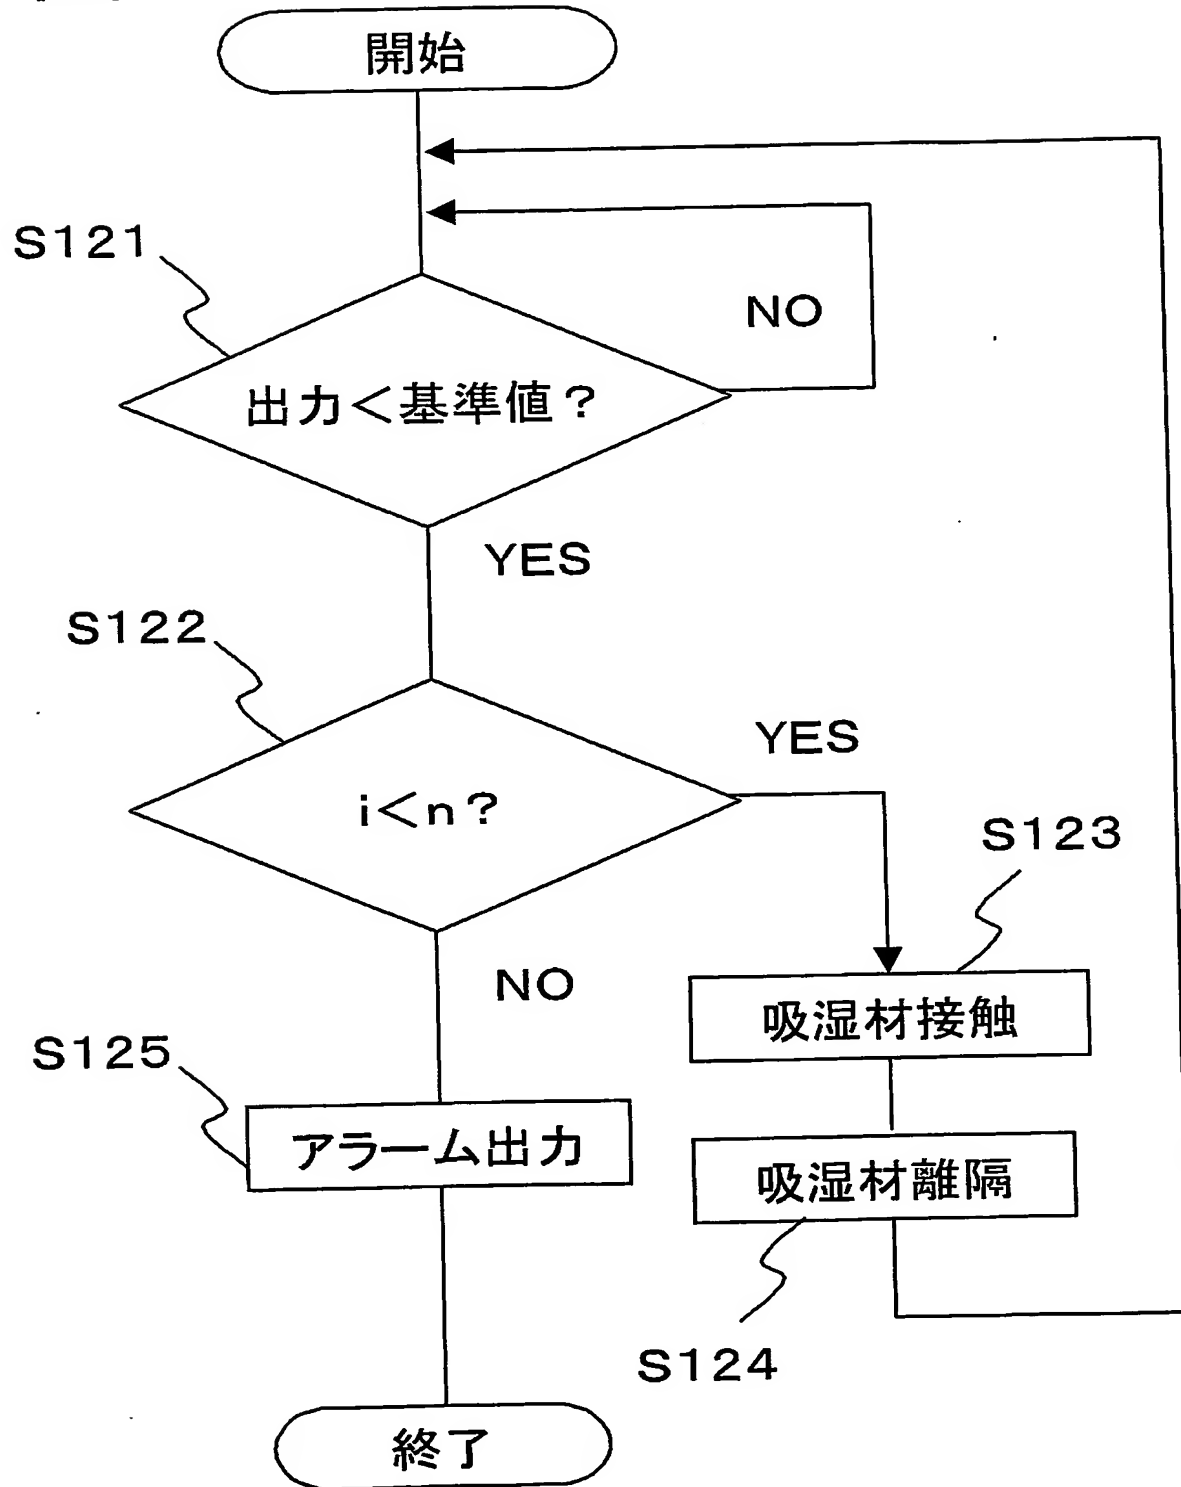 開始
S121
NO
出力<基準値?
YES
S122
YES
i<n?
S123
NO
吸湿材接触
S125
アラーム出力
吸湿材離隔
S124
終了